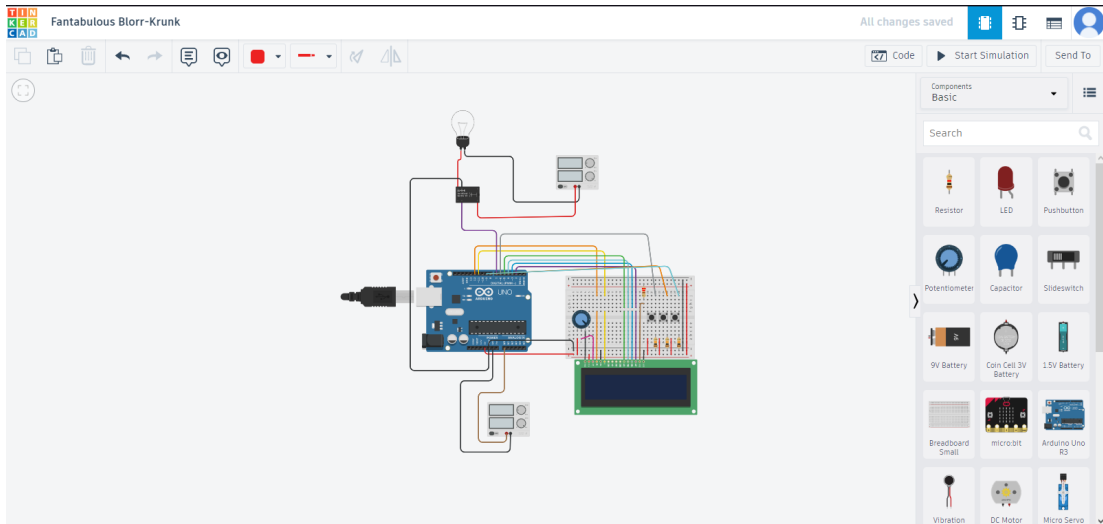 TIN
KER
CAD
Fantabulous Blorr-Krunk
All changes saved
Code
Start Simulation
Send To
Components
Basic
Search
Resistor
LED
Pushbutton
Potentiometer
Capacitor
Slideswitch
9V Battery
Coin Cell 3V
Battery
1.5V Battery
Breadboard
Small
micro:bit
Arduino Uno
R3
Vibration
DC Motor
Micro Servo
UNO